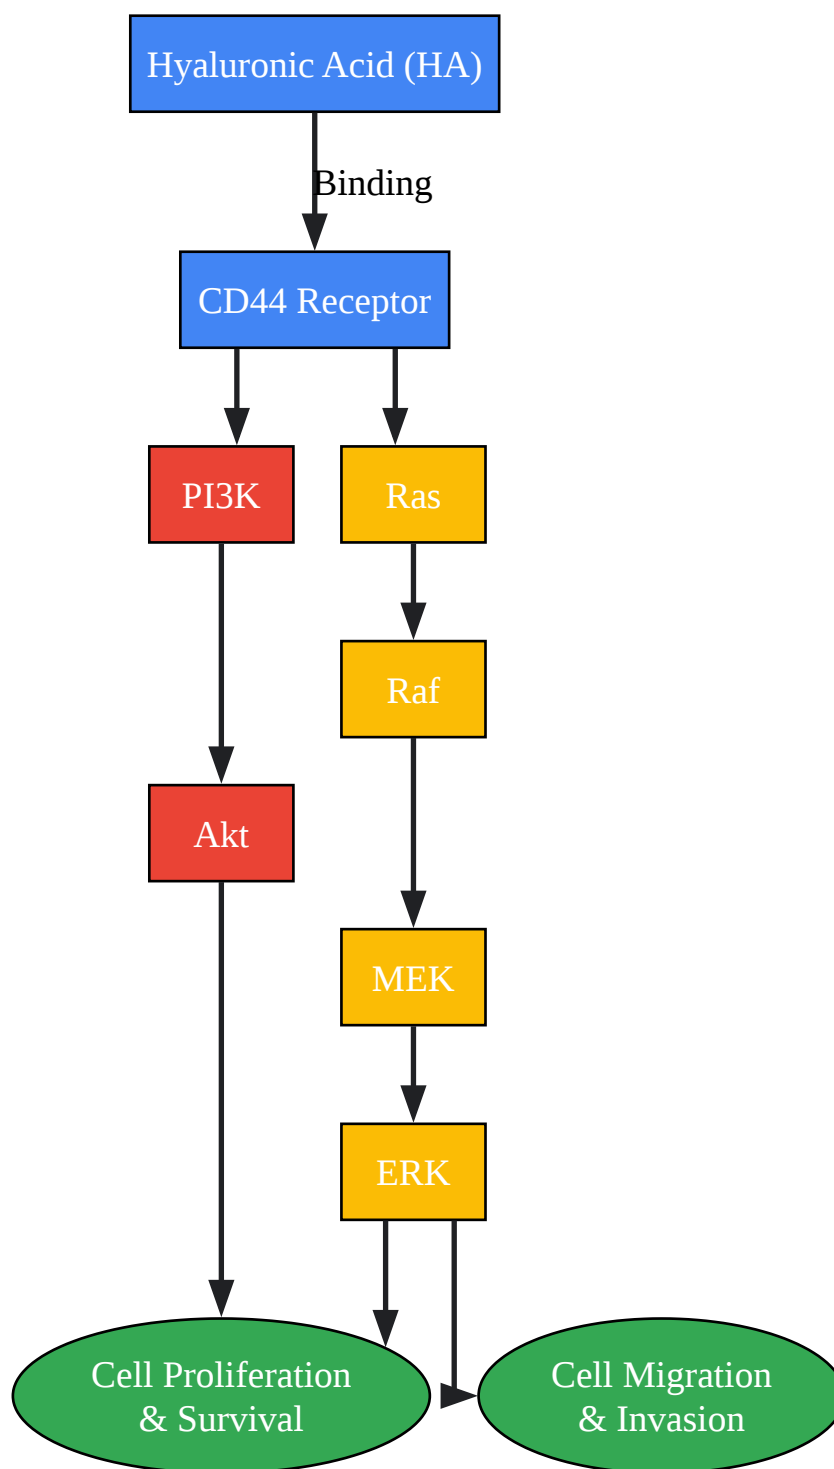 Hyaluronic Acid (HA)
Binding
CD44 Receptor
PI3K
Ras
Raf
Akt
MEK
ERK
Cell Proliferation
& Survival
Cell Migration
& Invasion